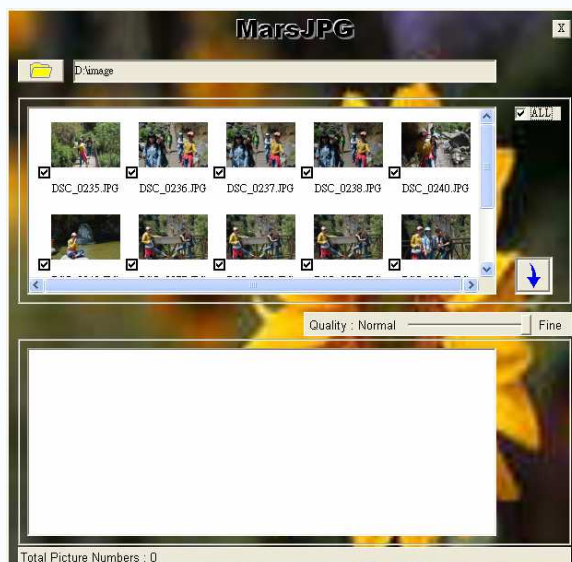 MarsJPG
X
D:\image
ALL
DSC_0235.JPG DSC_0236.JPG DSC_0237.JPG DSC_0238.JPG DSC_0240.JPG
Quality : Normal Fine
Total Picture Numbers : 0